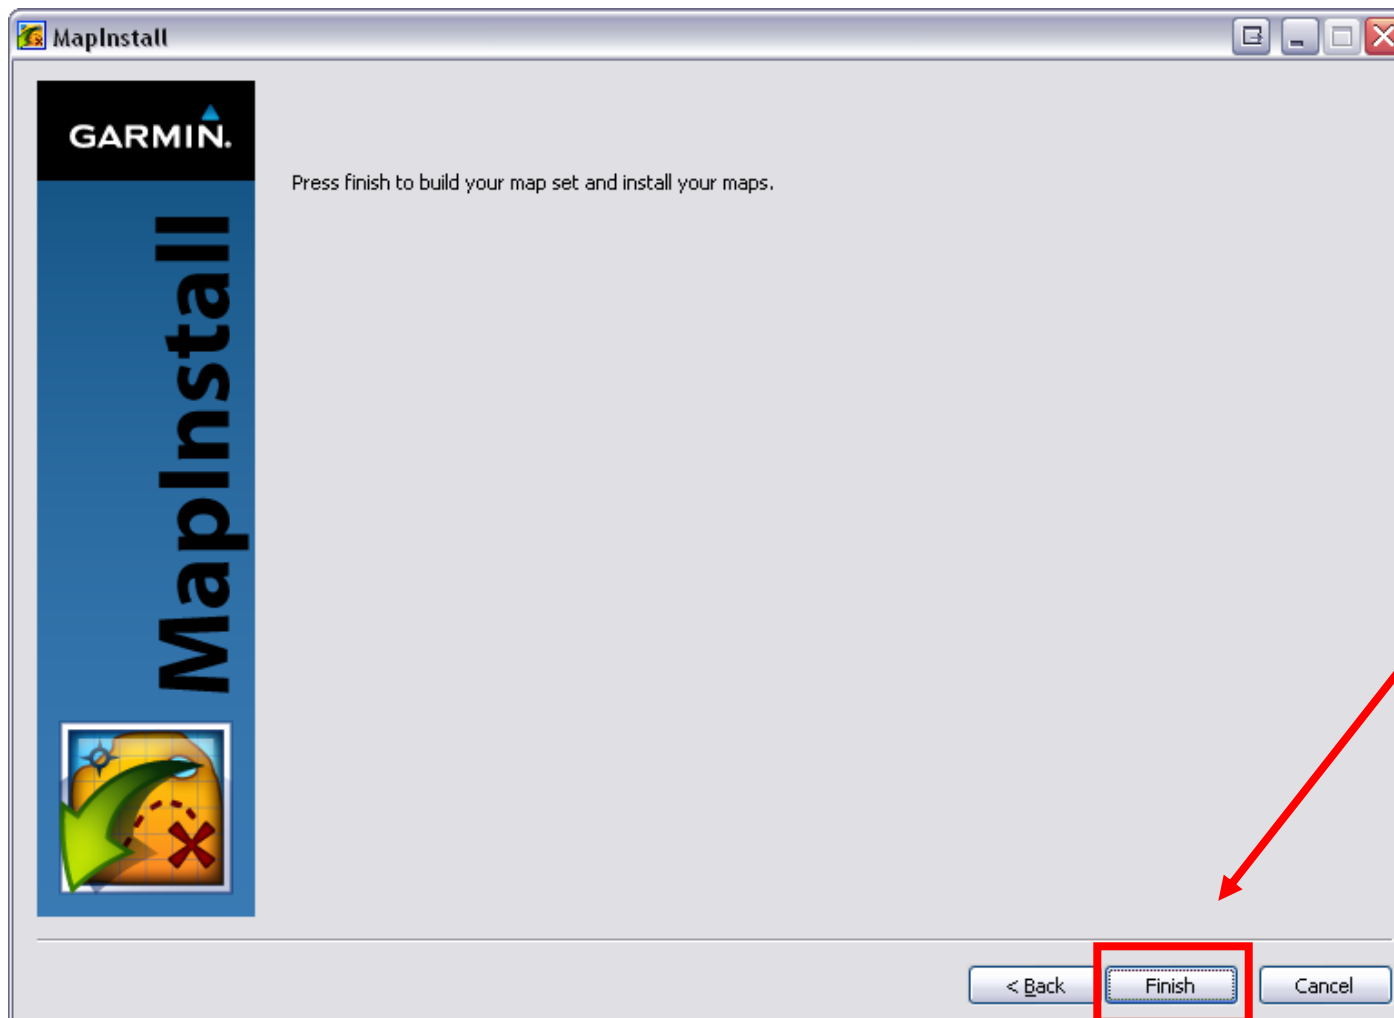 MapInstall
GARMIN.
Press finish to build your map set and install your maps.
MapInstall
< Back
Finish
Cancel